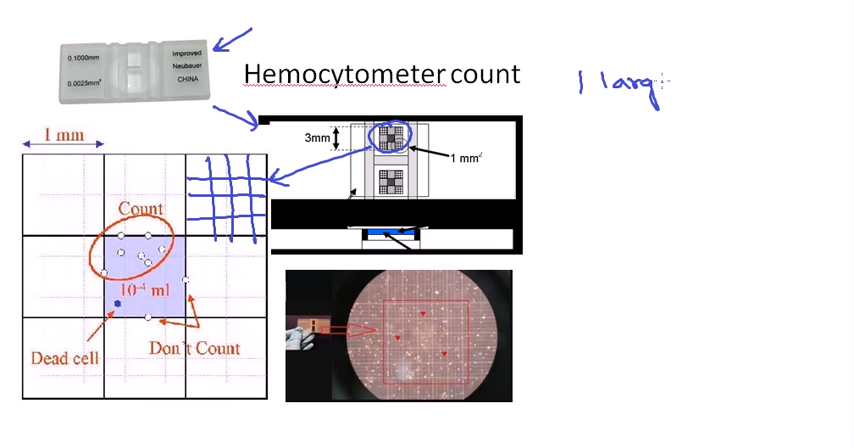 0.1000mm
Improved
Neubauer
0.0025mm²
CHINA
Hemocytometer count
1 larg
1 mm
3mm
1 mm²
Count
10⁻⁴ ml
Dead cell
Don't Count